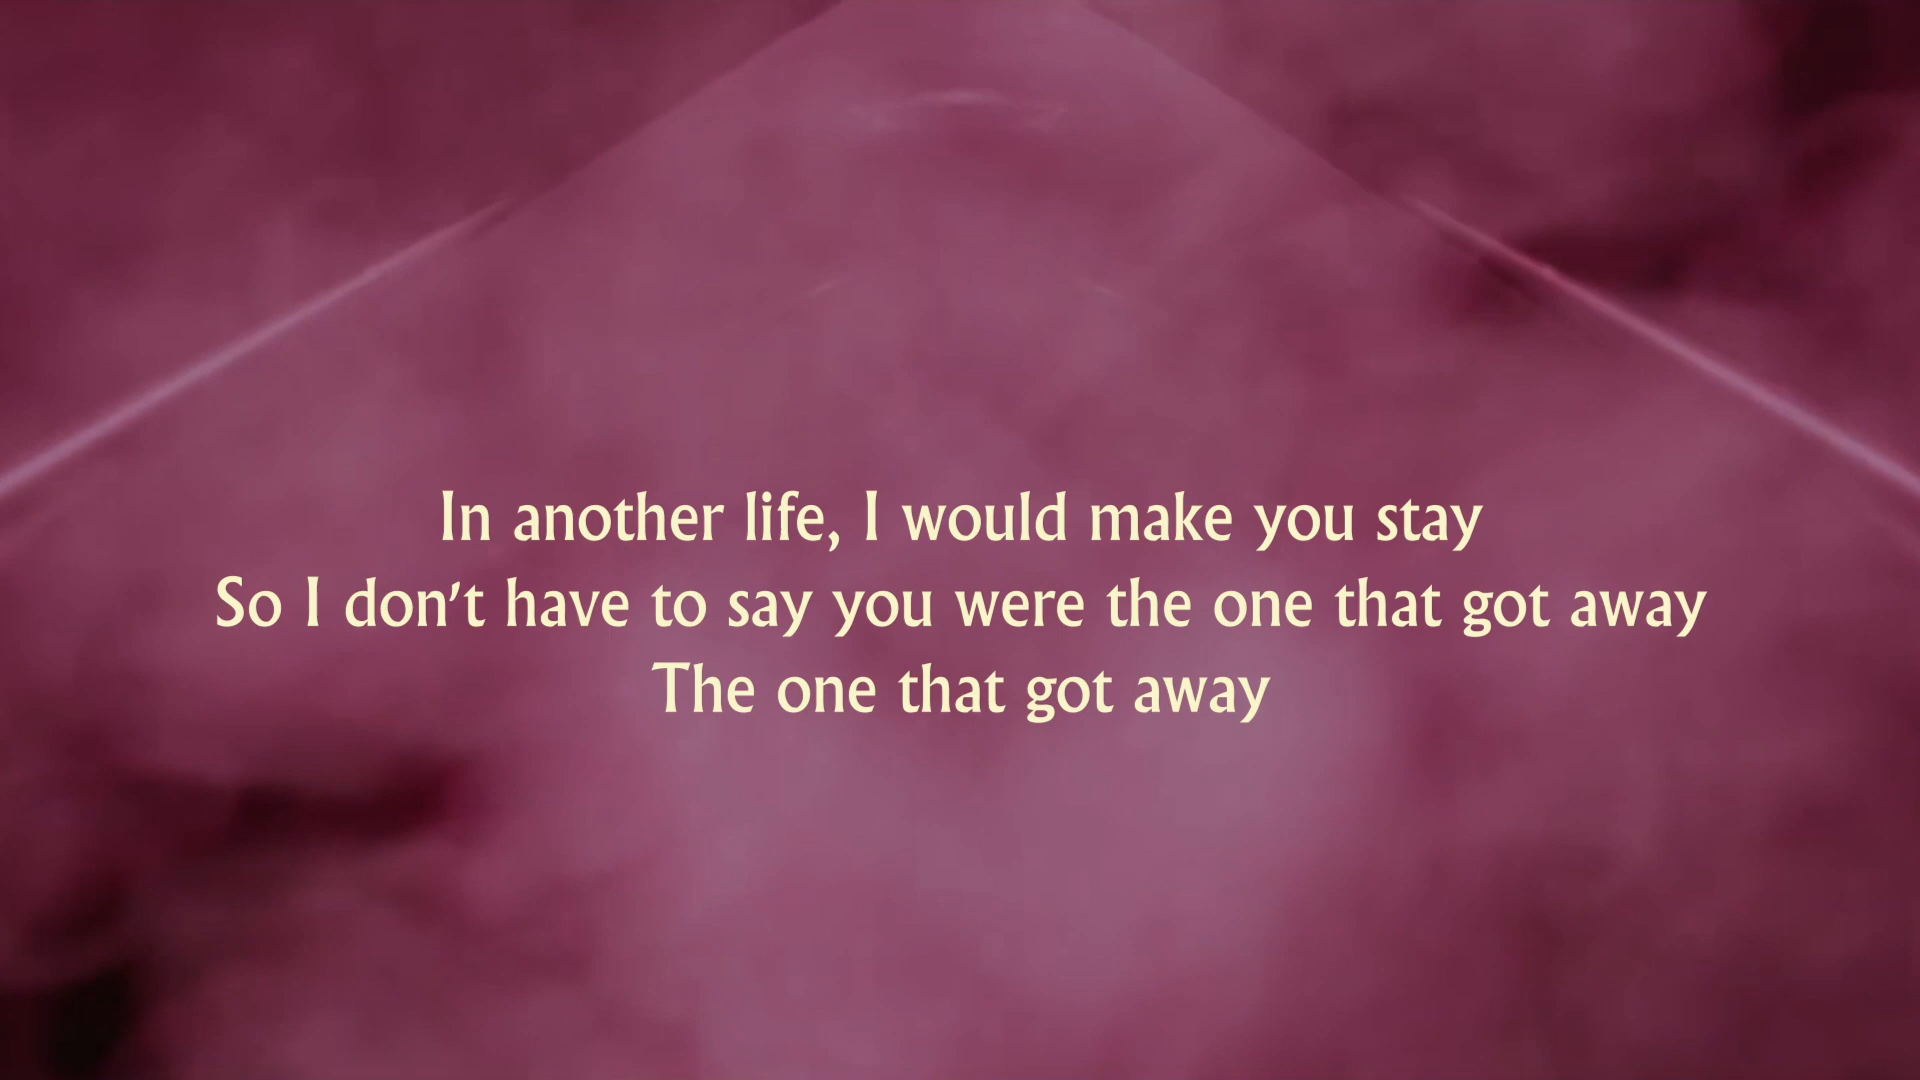 In another life, I would make you stay
So I don't have to say you were the one that got away
The one that got away